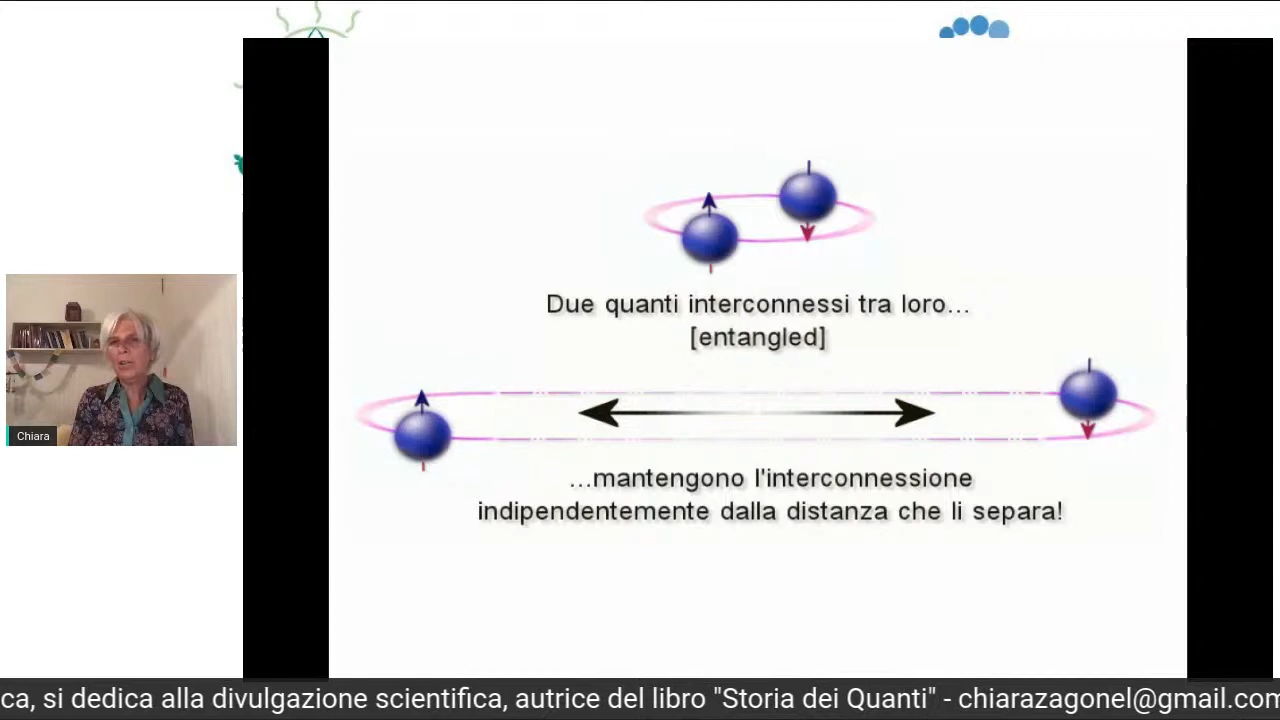 Due quanti interconnessi tra loro...
[entangled]
...mantengono l'interconnessione
indipendentemente dalla distanza che li separa!
Chiara
ca, si dedica alla divulgazione scientifica, autrice del libro "Storia dei Quanti" - chiarazagonel@gmail.com